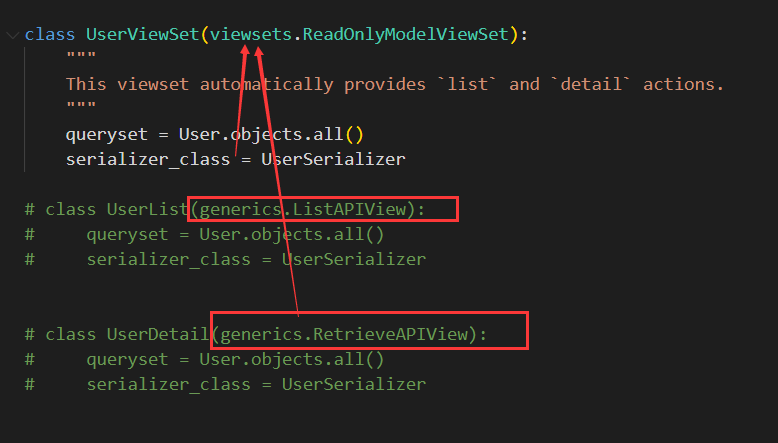 class UserViewSet(viewsets.ReadOnlyModelViewSet):
"""
This viewset automatically provides `list` and `detail` actions.
"""
queryset = User.objects.all()
serializer_class = UserSerializer
# class UserList(generics.ListAPIView):
#     queryset = User.objects.all()
#     serializer_class = UserSerializer
# class UserDetail(generics.RetrieveAPIView):
#     queryset = User.objects.all()
#     serializer_class = UserSerializer